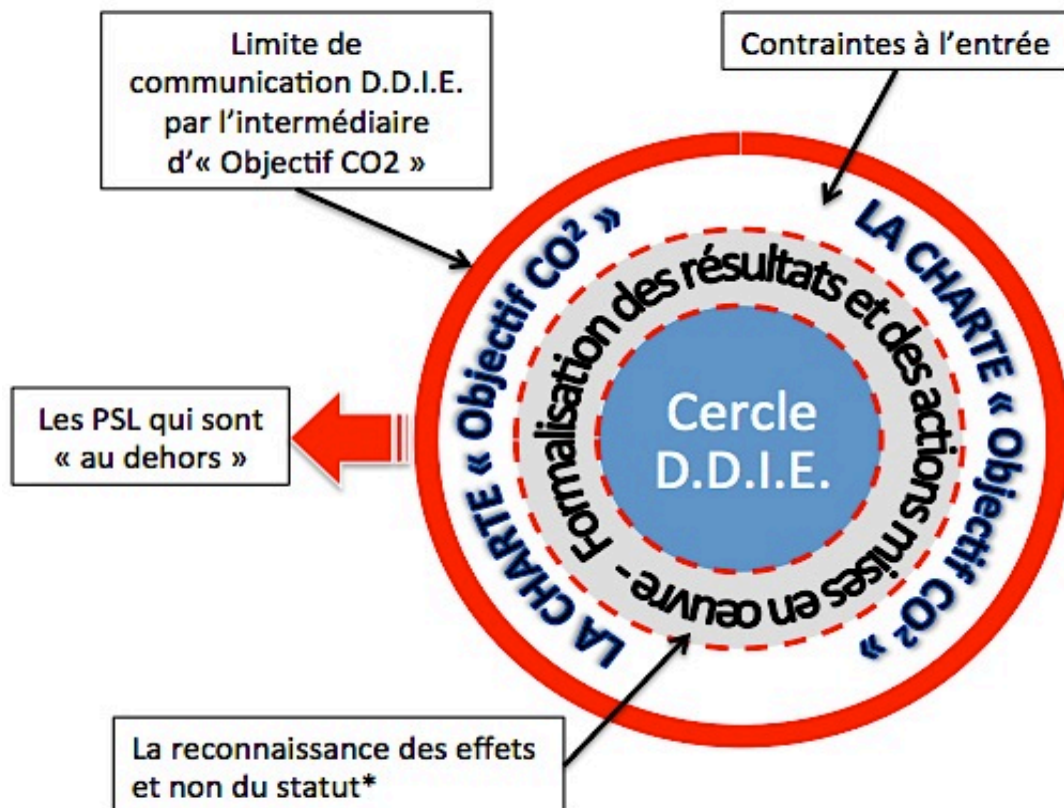 Limite de
communication D.D.I.E.
par l'intermédiaire
d'« Objectif CO2 »
Contraintes à l'entrée
LA CHARTE « Objectif CO² »
LA CHARTE « Objectif CO² »
Formalisation des résultats et des actions mises en œuvre -
Cercle
D.D.I.E.
Les PSL qui sont
« au dehors »
La reconnaissance des effets
et non du statut*